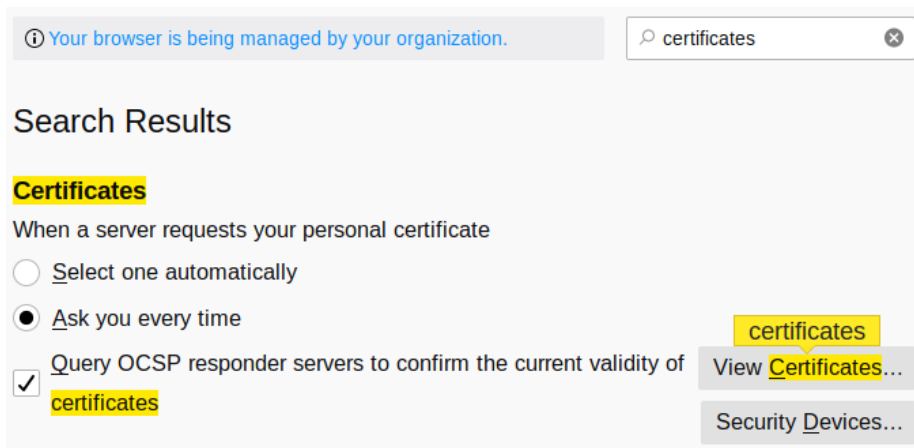 Your browser is being managed by your organization.
certificates
Search Results
Certificates
When a server requests your personal certificate
Select one automatically
Ask you every time
Query OCSP responder servers to confirm the current validity of
certificates
certificates
View Certificates...
Security Devices...